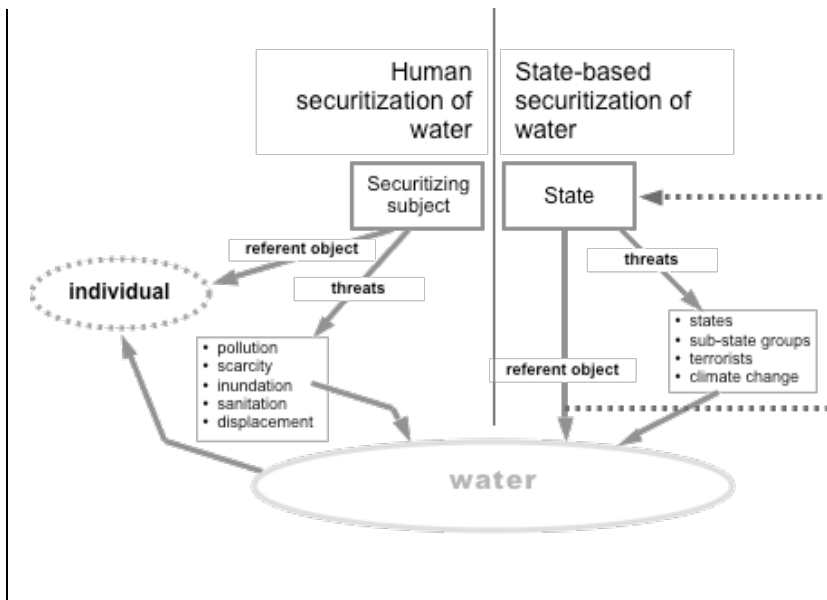 Human
securitization of
water
State-based
securitization of
water
Securitizing
subject
State
referent object
threats
individual
threats
• pollution
• scarcity
• inundation
• sanitation
• displacement
• states
• sub-state groups
• terrorists
• climate change
referent object
water